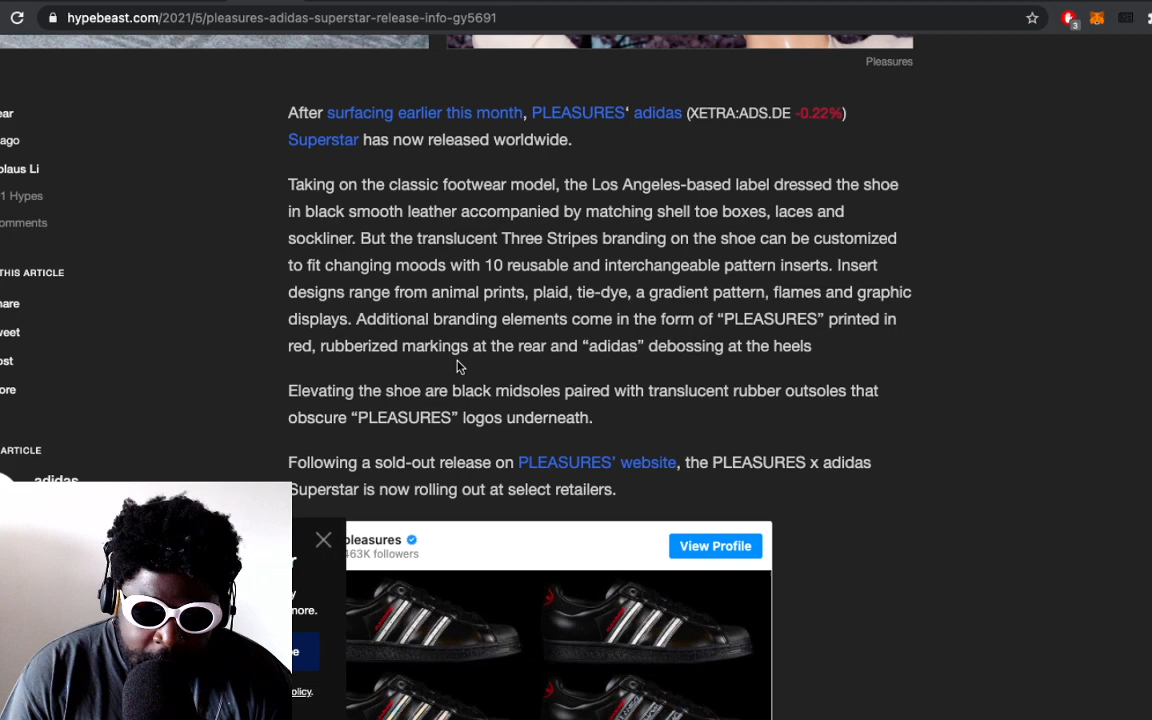 hypebeast.com/2021/5/pleasures-adidas-superstar-release-info-gy5691
3
Pleasures
After surfacing earlier this month, PLEASURES‘ adidas (XETRA:ADS.DE -0.22%)
Superstar has now released worldwide.
Taking on the classic footwear model, the Los Angeles-based label dressed the shoe
in black smooth leather accompanied by matching shell toe boxes, laces and
sockliner. But the translucent Three Stripes branding on the shoe can be customized
to fit changing moods with 10 reusable and interchangeable pattern inserts. Insert
designs range from animal prints, plaid, tie-dye, a gradient pattern, flames and graphic
displays. Additional branding elements come in the form of “PLEASURES” printed in
red, rubberized markings at the rear and “adidas” debossing at the heels
Elevating the shoe are black midsoles paired with translucent rubber outsoles that
obscure “PLEASURES” logos underneath.
Following a sold-out release on PLEASURES’ website, the PLEASURES x adidas
Superstar is now rolling out at select retailers.
ear
ago
olaus Li
1 Hypes
omments
THIS ARTICLE
hare
weet
ost
ore
ARTICLE
adidas
more.
olicy.
pleasures
463K followers
View Profile